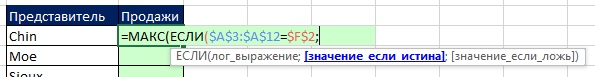 Представитель Продажи
Chin =МАКС(ЕСЛИ($A$3:$A$12=$F$2;
Moe ЕСЛИ(лог_выражение; [значение_если_истина]; [значение_если_ложь])
Sioux